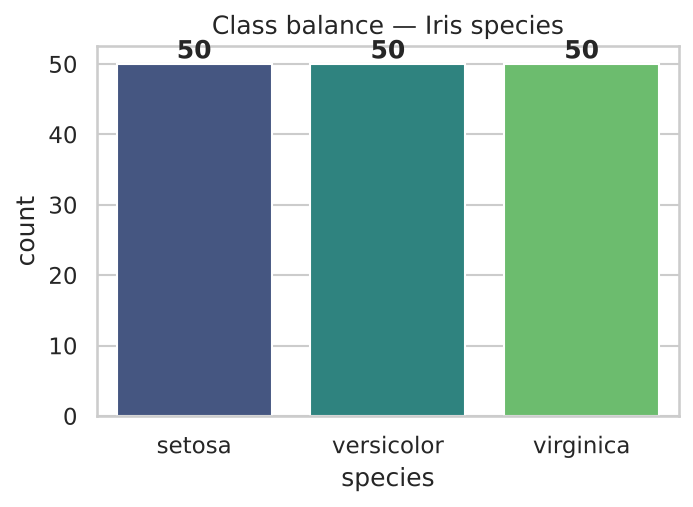 Class balance — Iris species
50 50 50
50
40
30
20
10
0
count
setosa versicolor virginica
species